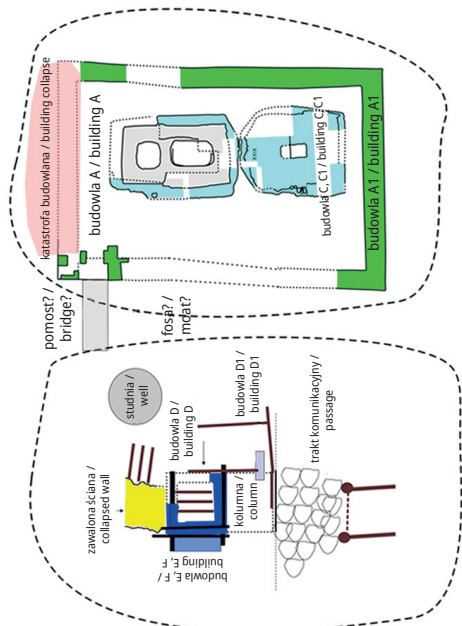 katastrofa budowlana / building collapse
budowla A / building A
budowla C,C1 / building C,C1
budowla A1 / building A1
pomost? /
bridge?
fosa? /
moat?
studnia /
well
zawalona ściana /
collapsed wall
budowla D /
building D
budowla D1 /
building D1
trakt komunikacyjny /
passage
kolumna /
column
budowla E, F /
building E, F